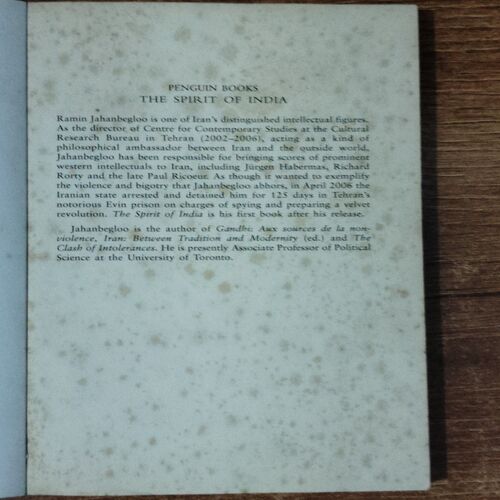 PENGUIN BOOKS
THE SPIRIT OF INDIA
Ramin Jahanbegloo is one of Iran's distinguished intellectual figures.
As the director of Centre for Contemporary Studies at the Cultural
Research Bureau in Tehran (2002–2006), acting as a kind of
philosophical ambassador between Iran and the outside world,
Jahanbegloo has been responsible for bringing scores of prominent
western intellectuals to Iran, including Jürgen Habermas, Richard
Rorty and the late Paul Ricoeur. As though it wanted to exemplify
the violence and bigotry that Jahanbegloo abhors, in April 2006 the
Iranian state arrested and detained him for 125 days in Tehran's
notorious Evin prison on charges of spying and preparing a velvet
revolution. The Spirit of India is his first book after his release.
Jahanbegloo is the author of Gandhi: Aux sources de la non-
violence, Iran: Between Tradition and Modernity (ed.) and The
Clash of Intolerances. He is presently Associate Professor of Political
Science at the University of Toronto.